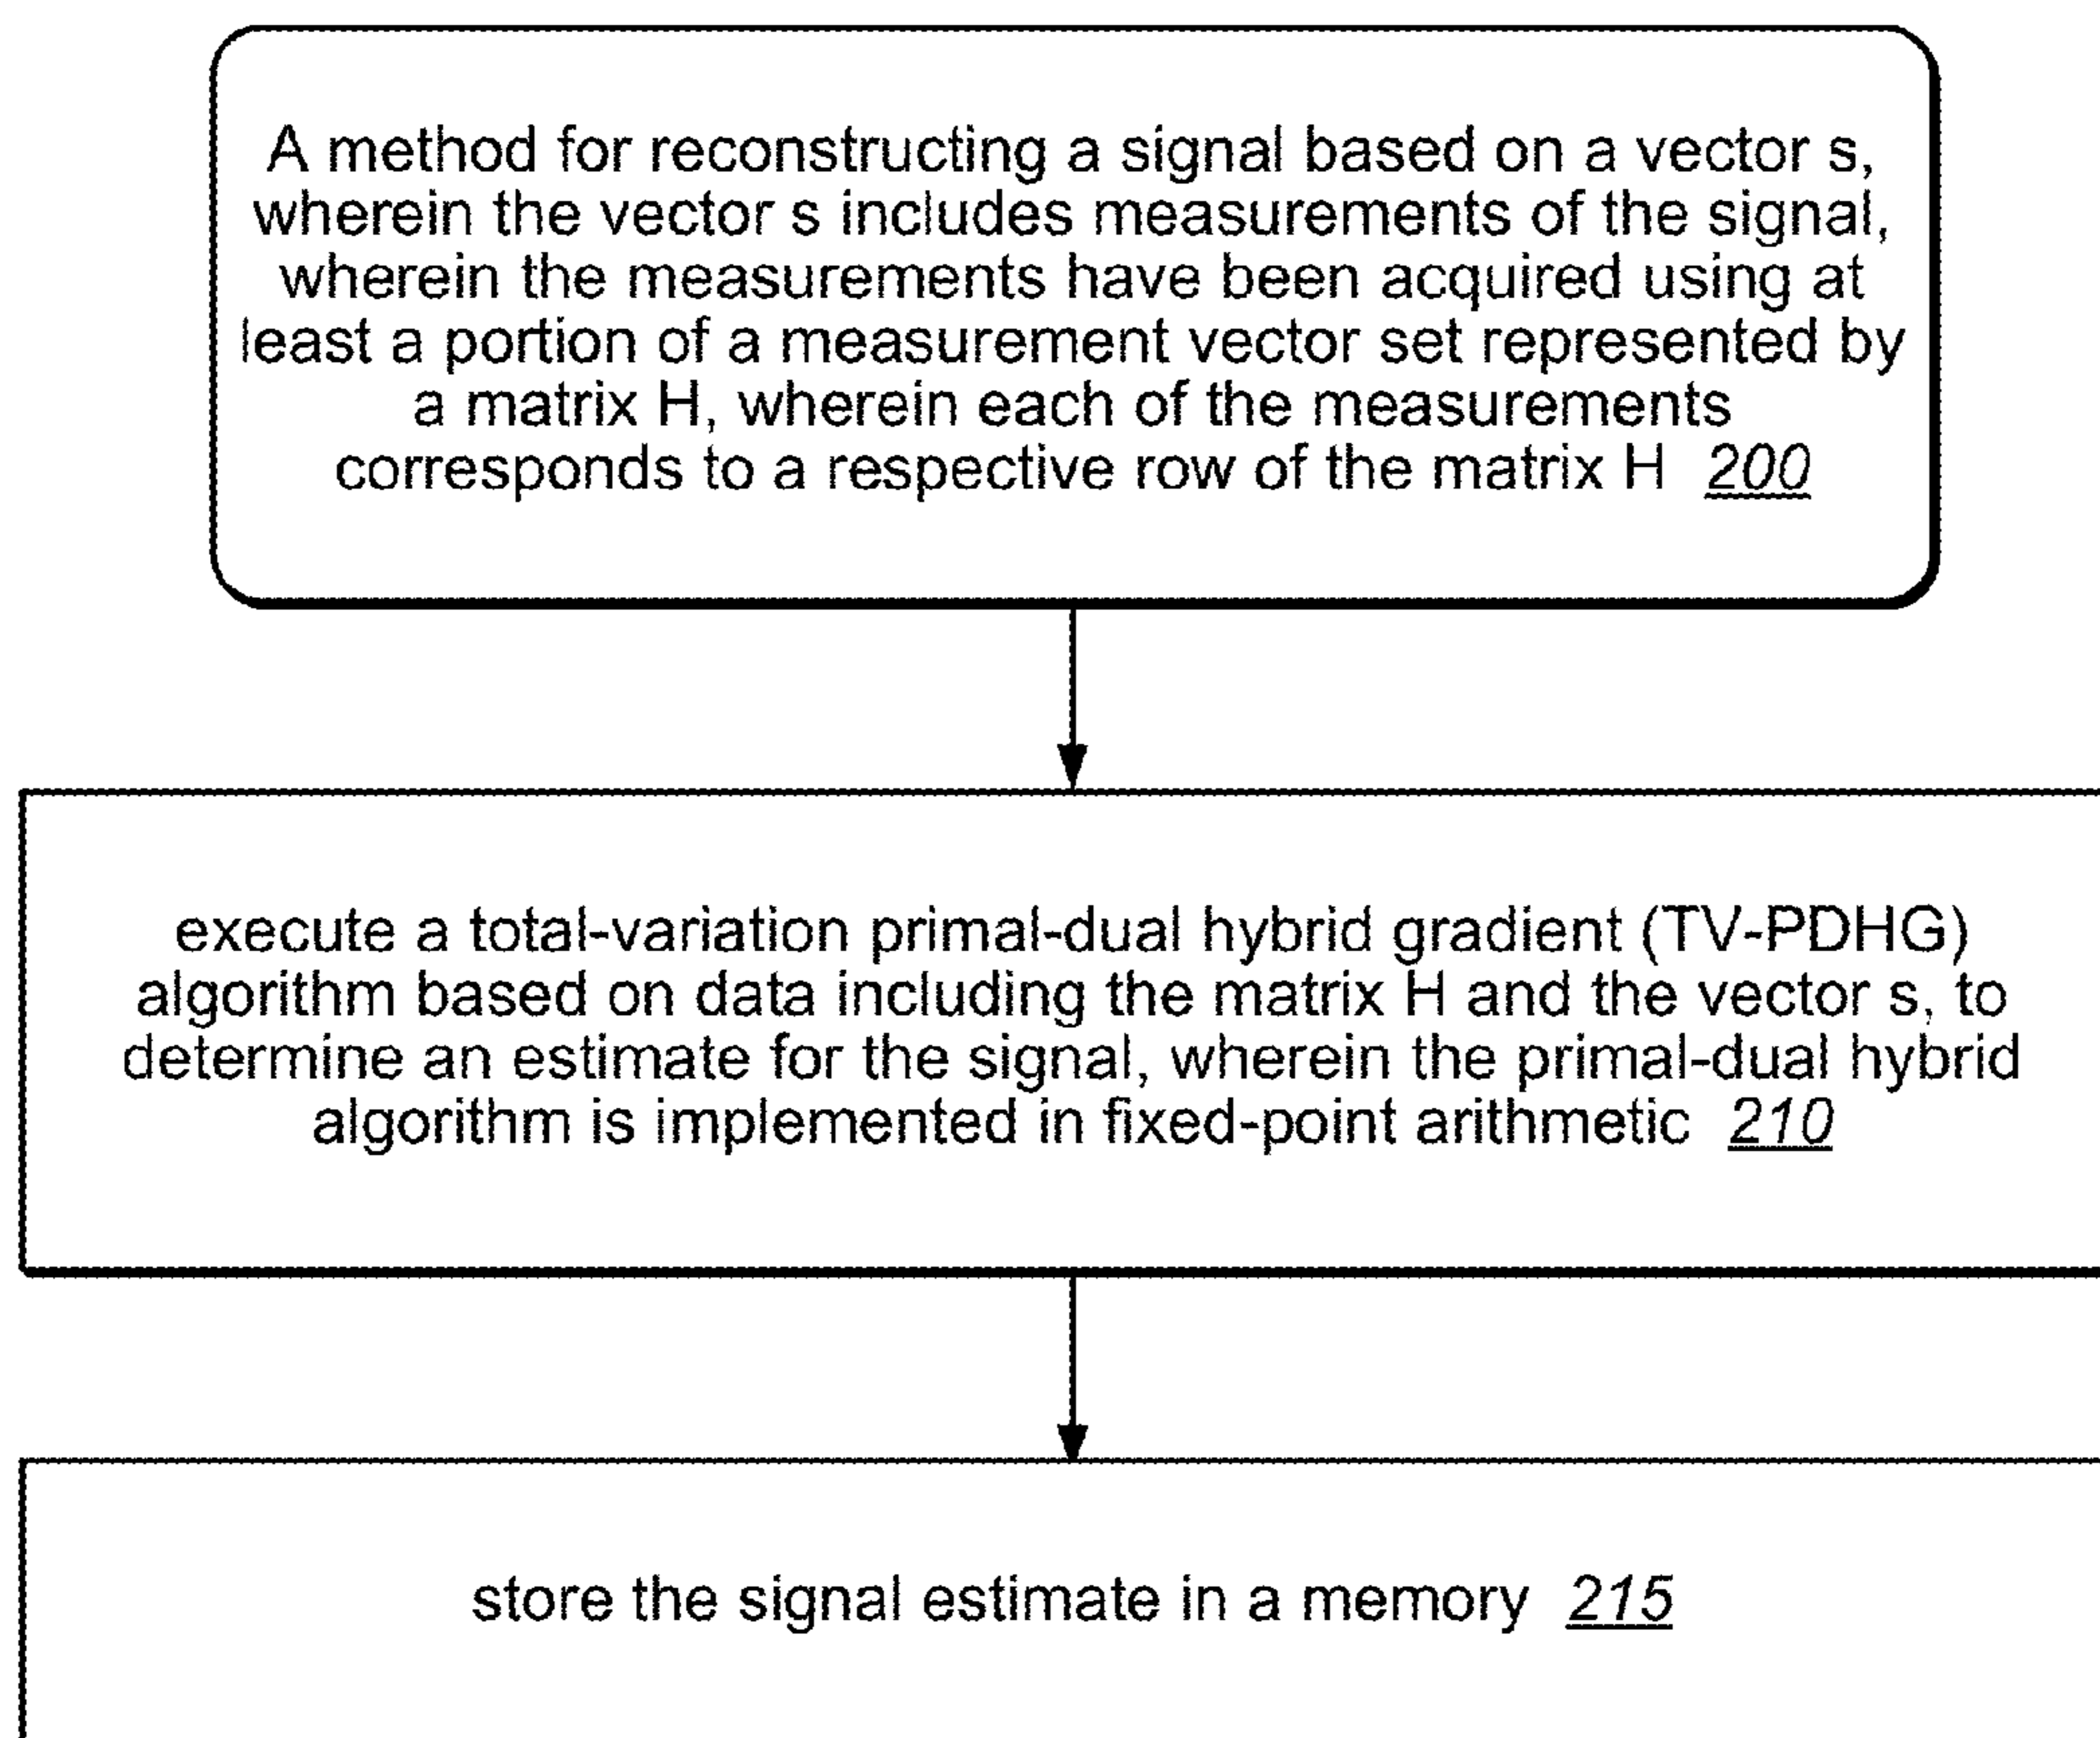 A method for reconstructing a signal based on a vector s,
wherein the vector s includes measurements of the signal,
wherein the measurements have been acquired using at
least a portion of a measurement vector set represented by
a matrix H, wherein each of the measurements
corresponds to a respective row of the matrix H 200
execute a total-variation primal-dual hybrid gradient (TV-PDHG)
algorithm based on data including the matrix H and the vector s, to
determine an estimate for the signal, wherein the primal-dual hybrid
algorithm is implemented in fixed-point arithmetic 210
store the signal estimate in a memory 215